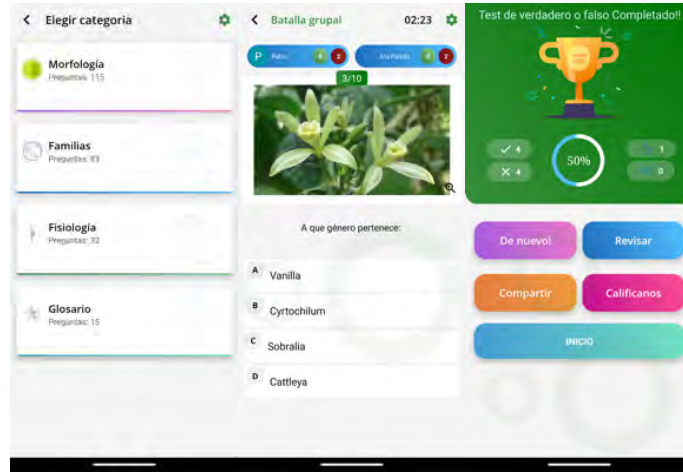 Elegir categoria
Morfología
Preguntas: 115
Familias
Preguntas: 83
Fisiología
Preguntas: 32
Glosario
Preguntas: 15
Batalla grupal
02:23
P
3/10
A que género pertenece:
A Vanilla
B Cyrtochilum
C Sobralia
D Cattleya
Test de verdadero o falso Completado!!
4
1
50%
4
0
De nuevo!
Revisar
Compartir
Calificanos
INICIO